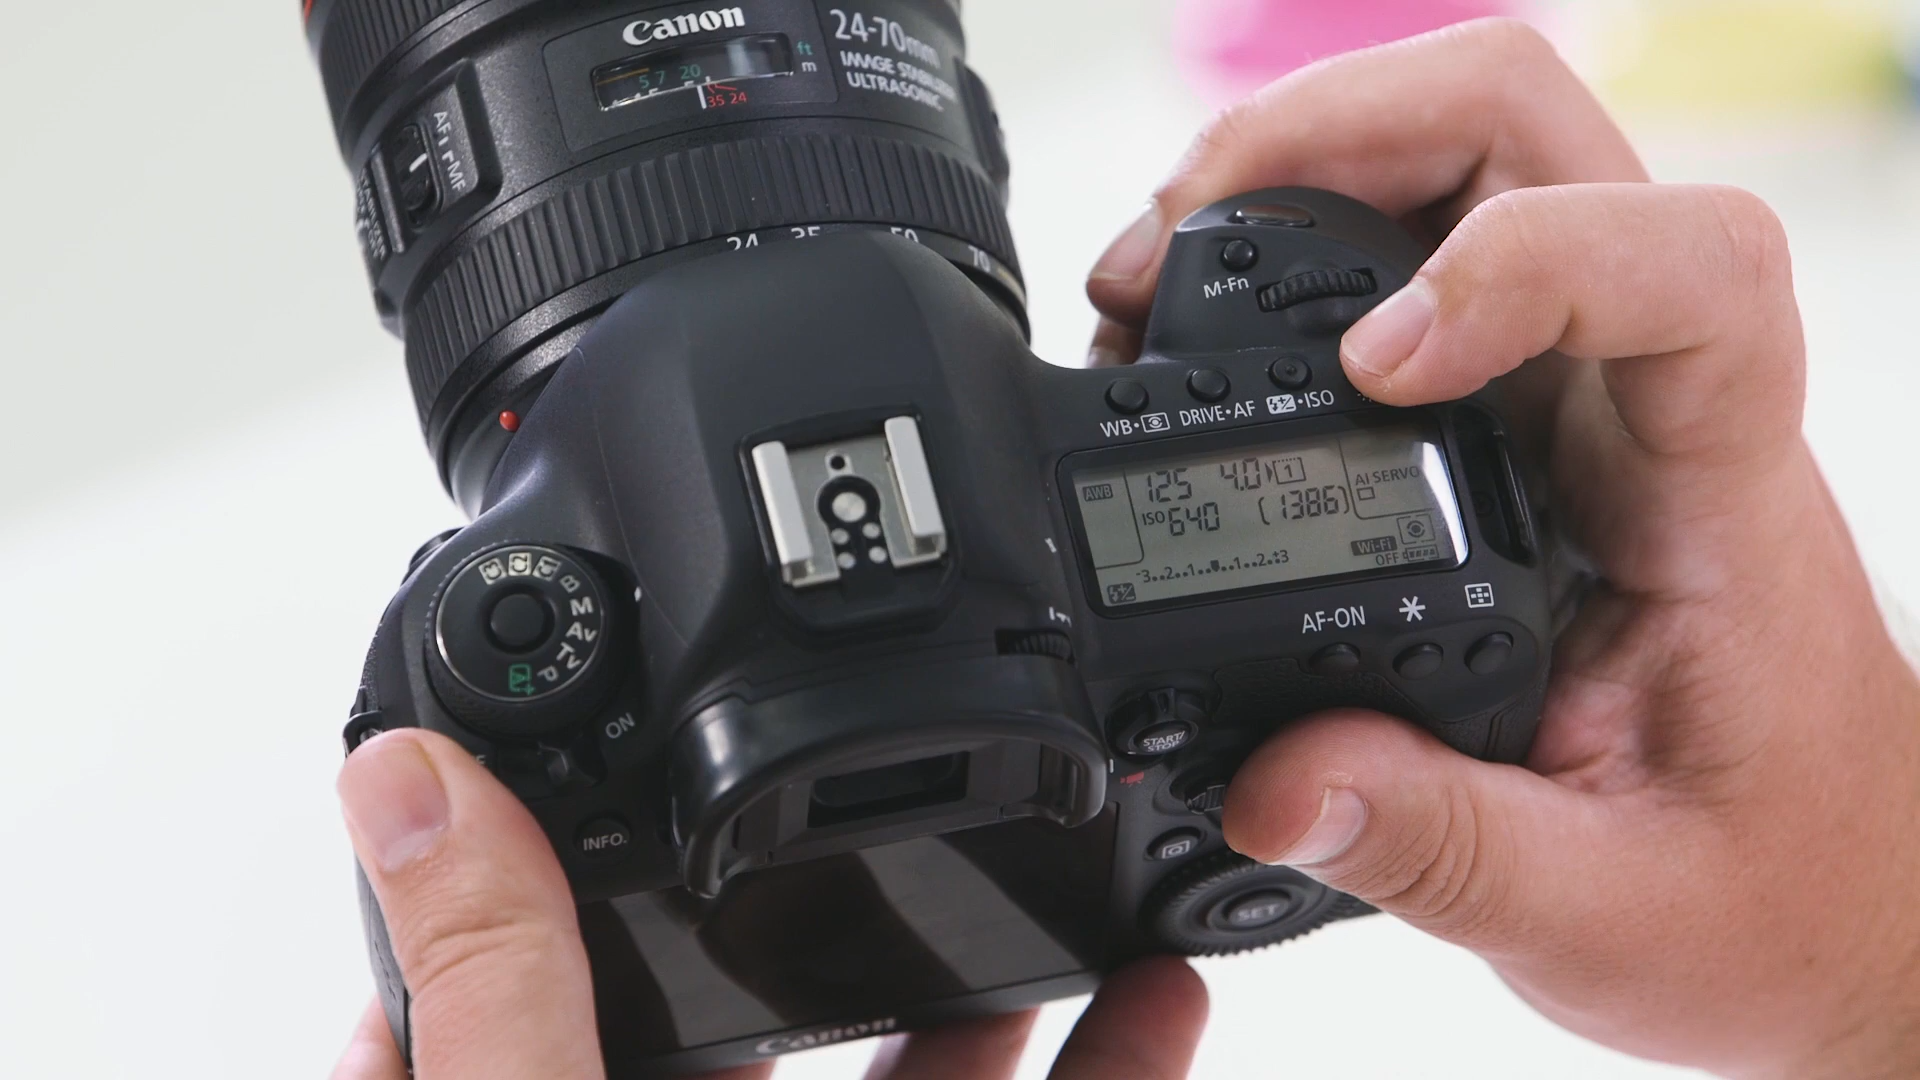 Canon
24-70mm
IMAGE STABILIZER
ULTRASONIC
ft
m
5 7 20
35 24
AF MF
24 35 50 70
M-Fn
WB• DRIVE•AF •ISO
AWB
125 4.0 1
ISO 640 (1386)
AI SERVO
-3..2..1..▼..1..2.+3
Wi-Fi
OFF
AF-ON
B
M
Av
Tv
P
A+
ON
START/
STOP
INFO.
SET
Canon